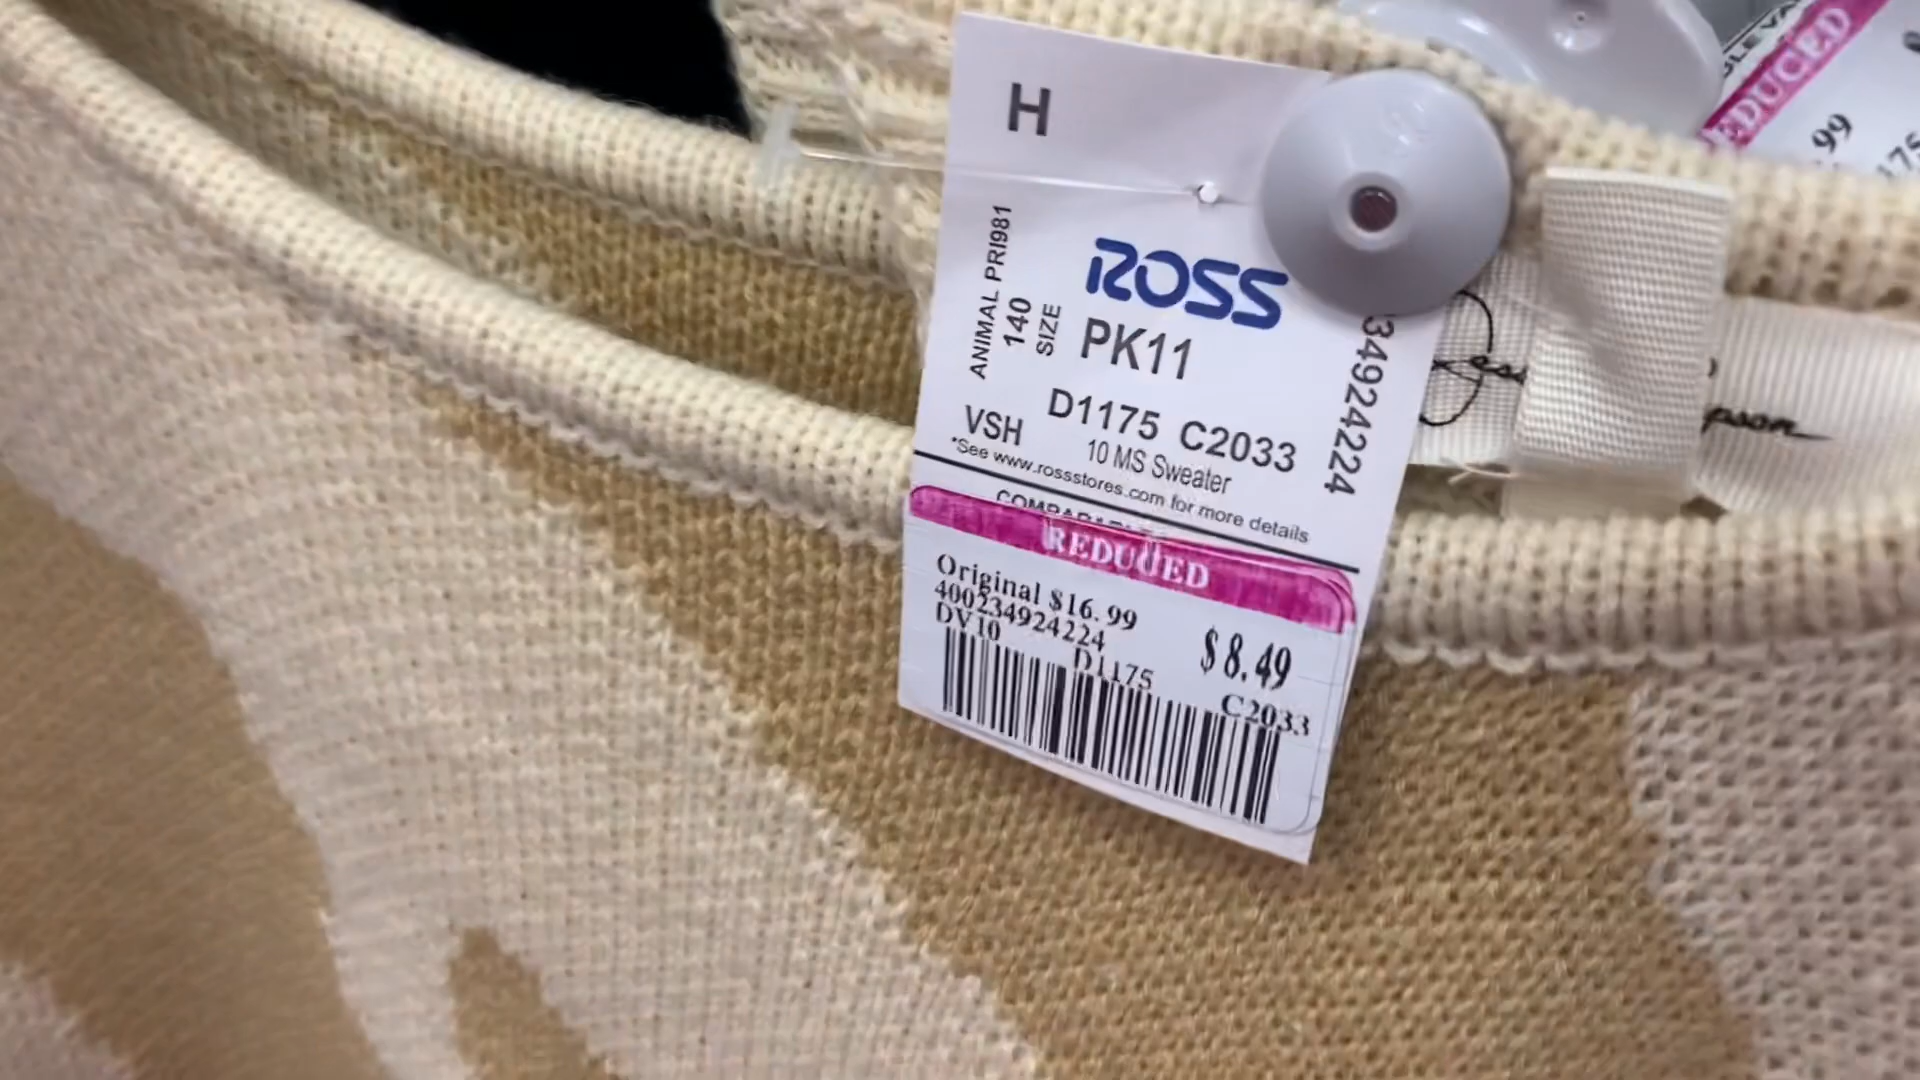 H
ROSS
ANIMAL PRI981
140
SIZE
PK11
34924224
D1175 C2033
VSH
10 MS Sweater
*See www.rossstores.com for more details
REDUCED
Original $16.99
400234924224
DV10
$8.49
D1175
C2033
REDUCED
99